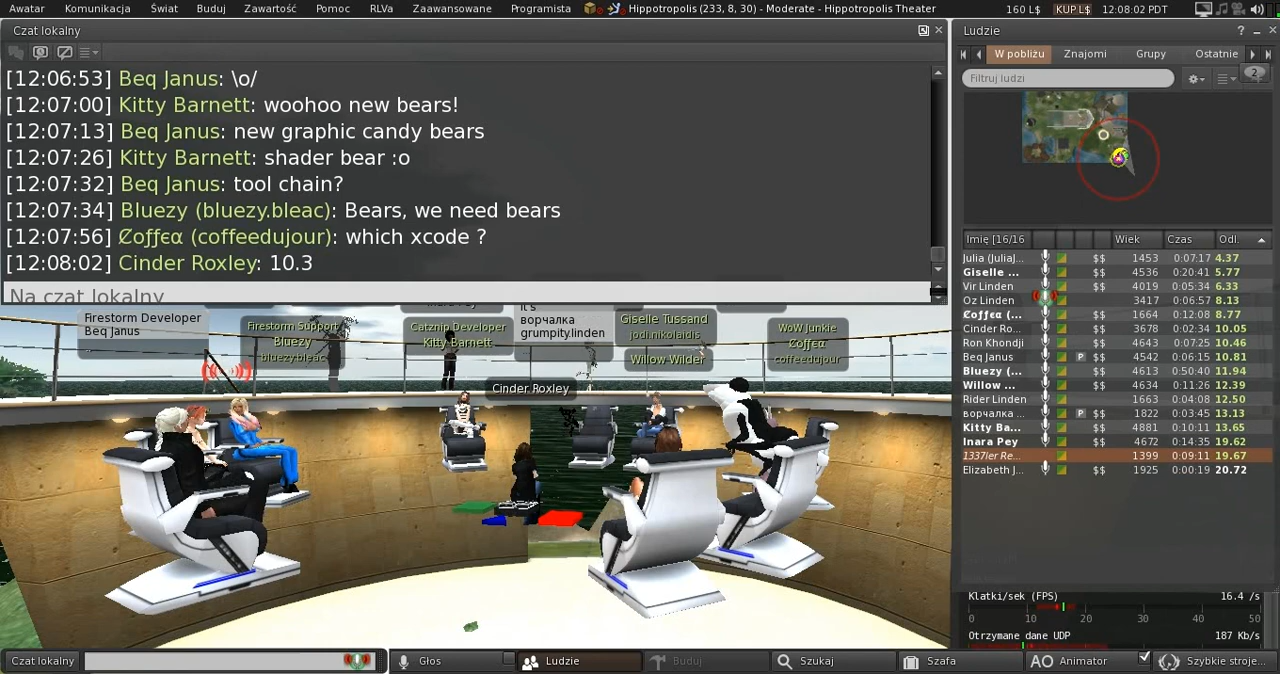 Awatar Komunikacja Świat Buduj Zawartość Pomoc RLVa Zaawansowane Programista Hippotropolis (233, 8, 30) - Moderate - Hippotropolis Theater 160 L$ KUP L$ 12:08:02 PDT
Czat lokalny
[12:06:53] Beq Janus: \o/
[12:07:00] Kitty Barnett: woohoo new bears!
[12:07:13] Beq Janus: new graphic candy bears
[12:07:26] Kitty Barnett: shader bear :o
[12:07:32] Beq Janus: tool chain?
[12:07:34] Bluezy (bluezy.bleac): Bears, we need bears
[12:07:56] Ȼσƒƒєα (coffeedujour): which xcode ?
[12:08:02] Cinder Roxley: 10.3
Na czat lokalny
Firestorm Developer
Beq Janus
Firestorm Support
Bluezy
bluezy.bleac
Catznip Developer
Kitty Barnett
it's
ворчалка
grumpity.linden
Giselle Tussand
jodi.nikolaidis
Willow Wilder
WoW Junkie
Ȼσƒƒєα
coffeedujour
Cinder Roxley
Ludzie
W pobliżu Znajomi Grupy Ostatnie
Filtruj ludzi
2
Imię [16/16 Wiek Czas Odl.
Julia (JuliaJ... $$ 1453 0:07:17 4.37
Giselle ... $$ 4536 0:20:41 5.77
Vir Linden $$ 4019 0:05:34 6.33
Oz Linden 3417 0:06:57 8.13
Ȼσƒƒєα (... $$ 1664 0:12:08 8.77
Cinder Ro... $$ 3678 0:02:34 10.05
Ron Khondji $$ 4643 0:07:25 10.46
Beq Janus P $$ 4542 0:06:15 10.81
Bluezy (... $$ 4613 0:50:40 11.94
Willow ... $$ 4634 0:11:26 12.39
Rider Linden 1663 0:04:08 12.50
ворчалка ... P $$ 1822 0:03:45 13.13
Kitty Ba... $$ 4881 0:10:11 13.65
Inara Pey $$ 4672 0:14:35 19.62
1337ler Re... 1399 0:09:11 19.67
Elizabeth J... $$ 1925 0:00:19 20.72
Klatki/sek (FPS) 16.4 /s
0 10 20 30 40 50
Otrzymane dane UDP 187 Kb/s
Czat lokalny Głos Ludzie Buduj Szukaj Szafa AO Animator Szybkie stroje...